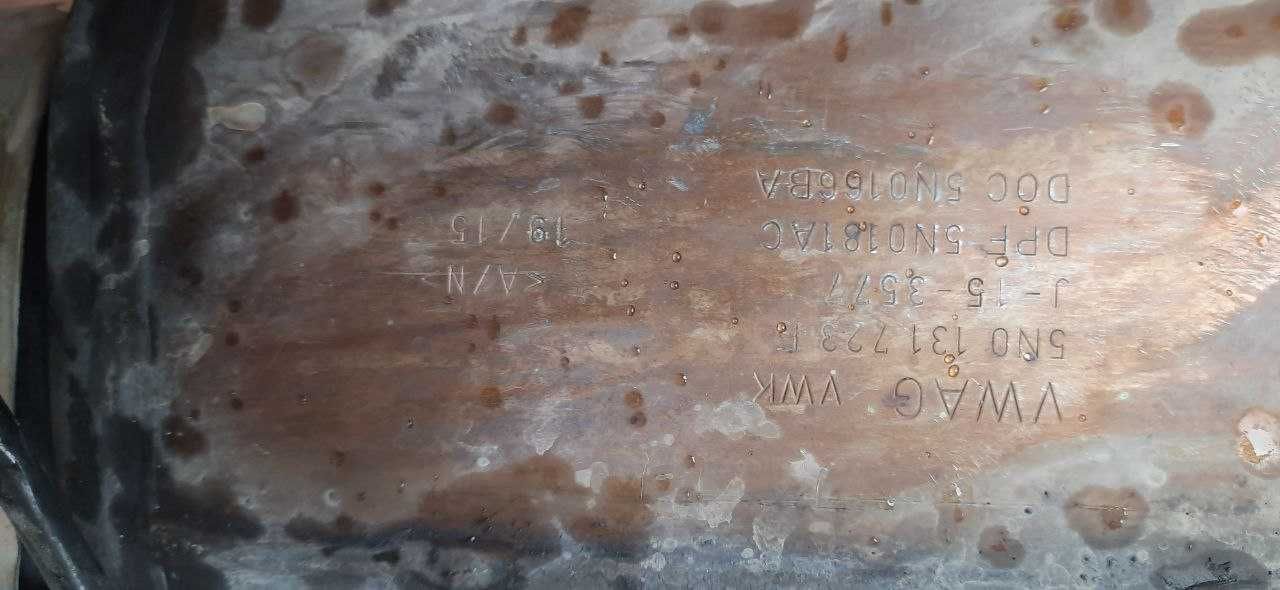 VWAG VWK
5N0 131 723 F
J-15-3577
DPF 5N0181AC
DOC 5N0166BA
<A/N>
19/15